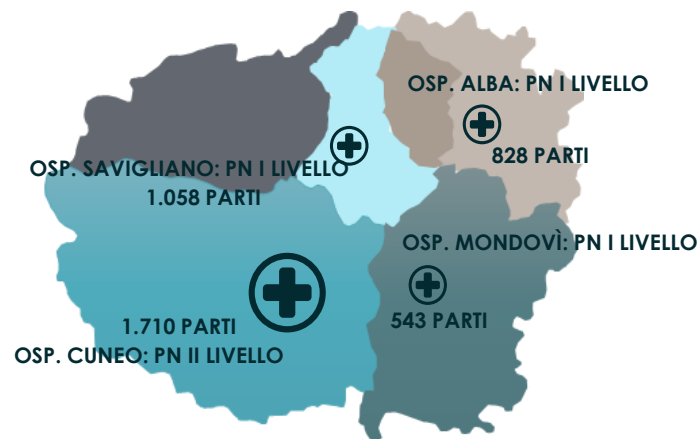 OSP. ALBA: PN I LIVELLO
828 PARTI
OSP. SAVIGLIANO: PN I LIVELLO
1.058 PARTI
OSP. MONDOVÌ: PN I LIVELLO
543 PARTI
1.710 PARTI
OSP. CUNEO: PN II LIVELLO